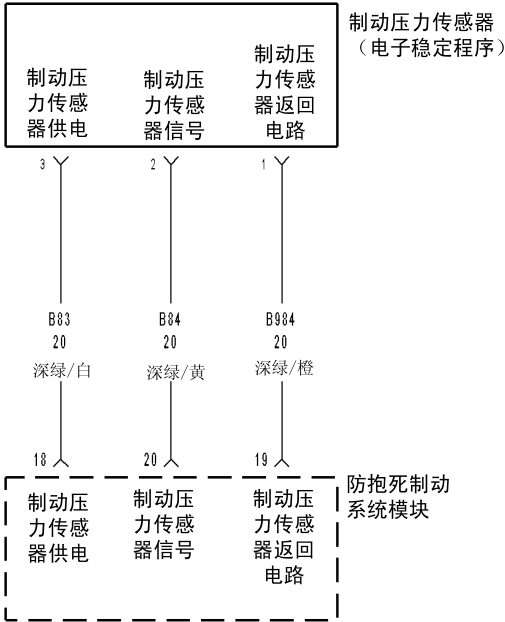 制动压力传感器
（电子稳定程序）
制动压
力传感
器供电
制动压
力传感
器信号
制动压
力传感
器返回
电路
3
2
1
B83
20
深绿/白
B84
20
深绿/黄
B984
20
深绿/橙
18
20
19
制动压
力传感
器供电
制动压
力传感
器信号
制动压
力传感
器返回
电路
防抱死制动
系统模块